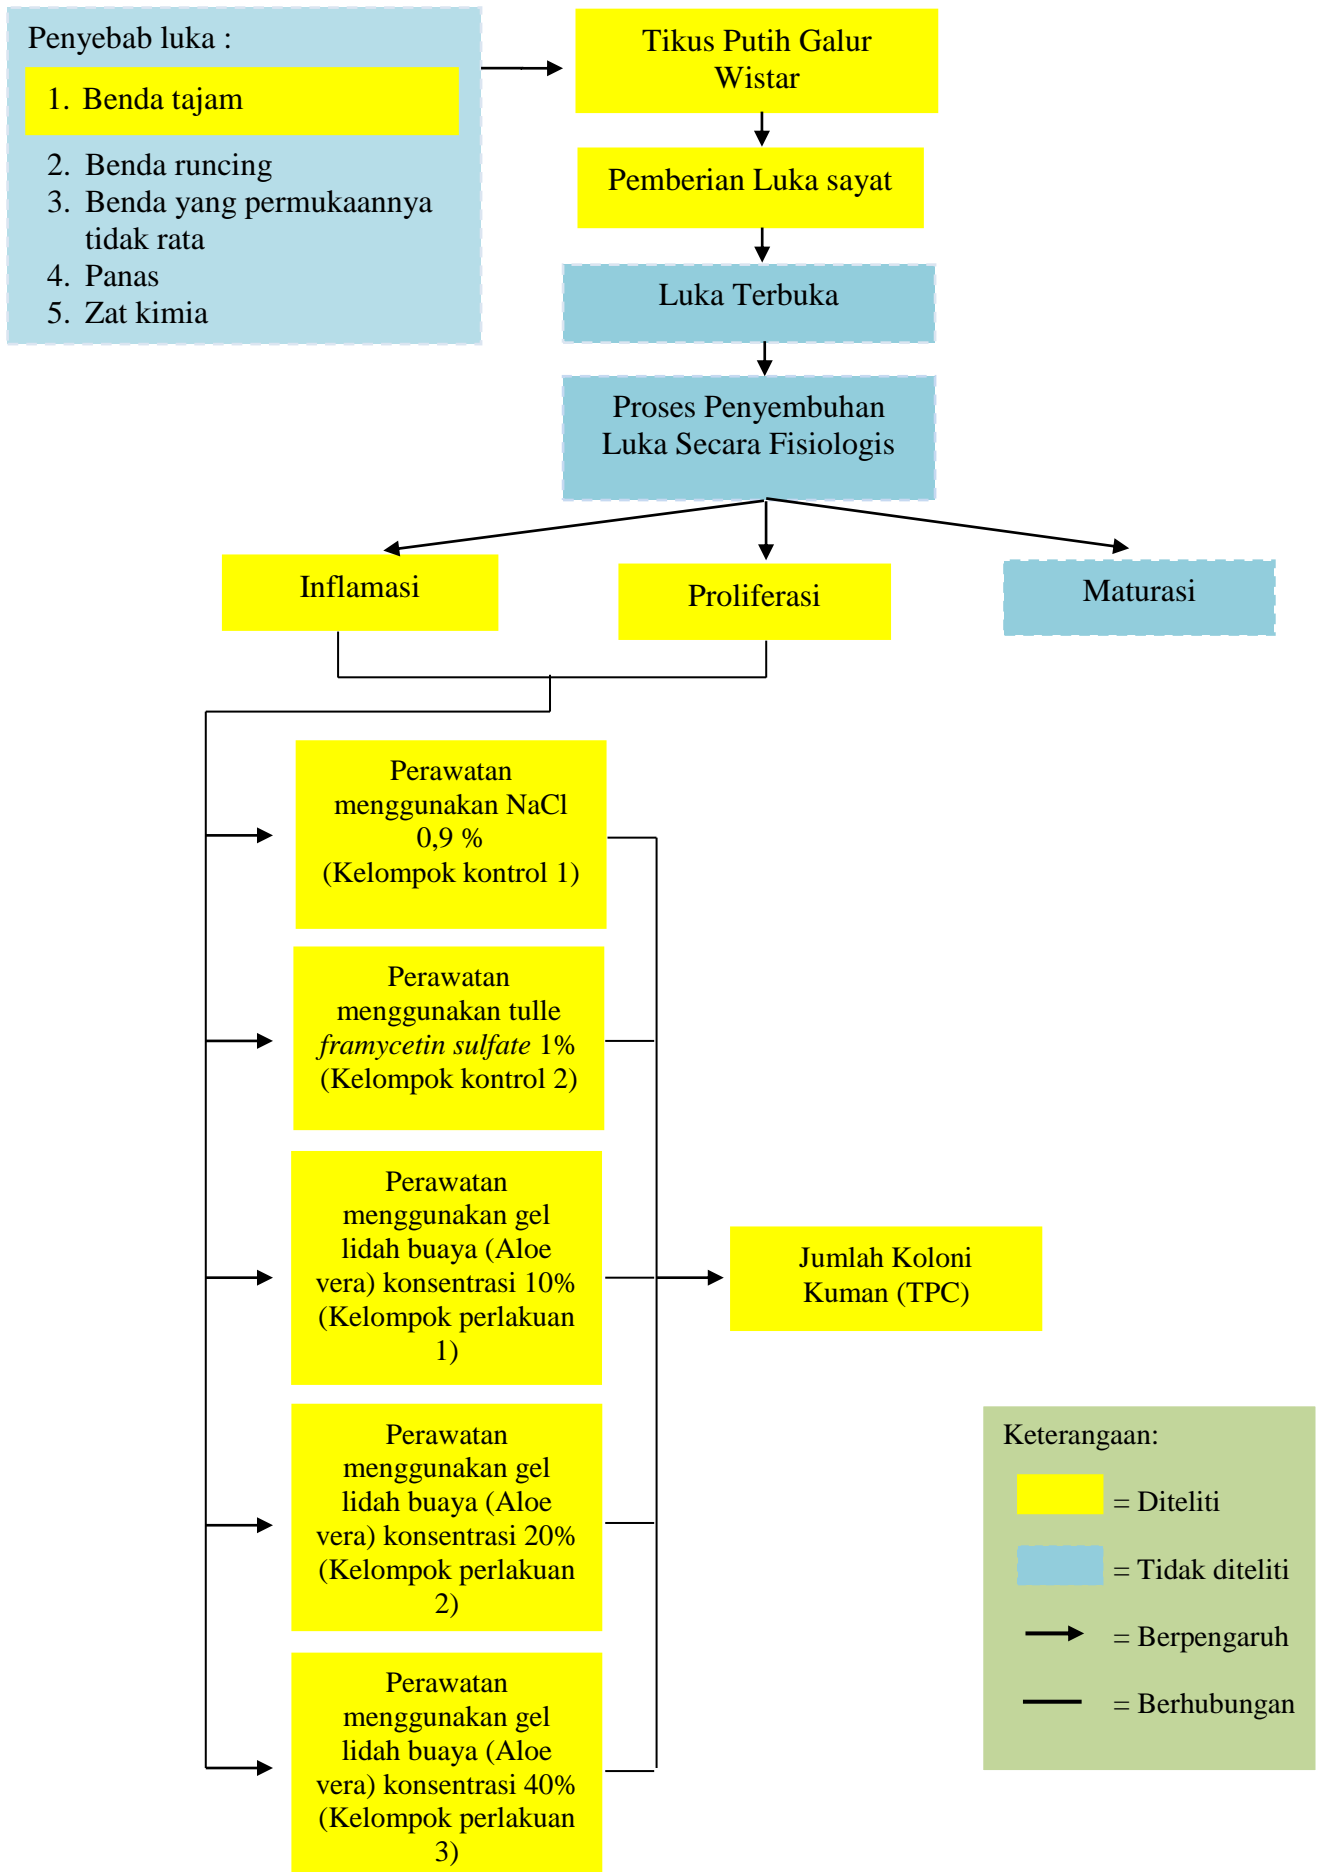 Penyebab luka :
1. Benda tajam
2. Benda runcing
3. Benda yang permukaannya
tidak rata
4. Panas
5. Zat kimia
Tikus Putih Galur
Wistar
Pemberian Luka sayat
Luka Terbuka
Proses Penyembuhan
Luka Secara Fisiologis
Inflamasi
Proliferasi
Maturasi
Perawatan
menggunakan NaCl
0,9 %
(Kelompok kontrol 1)
Perawatan
menggunakan tulle
framycetin sulfate 1%
(Kelompok kontrol 2)
Perawatan
menggunakan gel
lidah buaya (Aloe
vera) konsentrasi 10%
(Kelompok perlakuan
1)
Perawatan
menggunakan gel
lidah buaya (Aloe
vera) konsentrasi 20%
(Kelompok perlakuan
2)
Perawatan
menggunakan gel
lidah buaya (Aloe
vera) konsentrasi 40%
(Kelompok perlakuan
3)
Jumlah Koloni
Kuman (TPC)
Keterangaan:
= Diteliti
= Tidak diteliti
= Berpengaruh
= Berhubungan